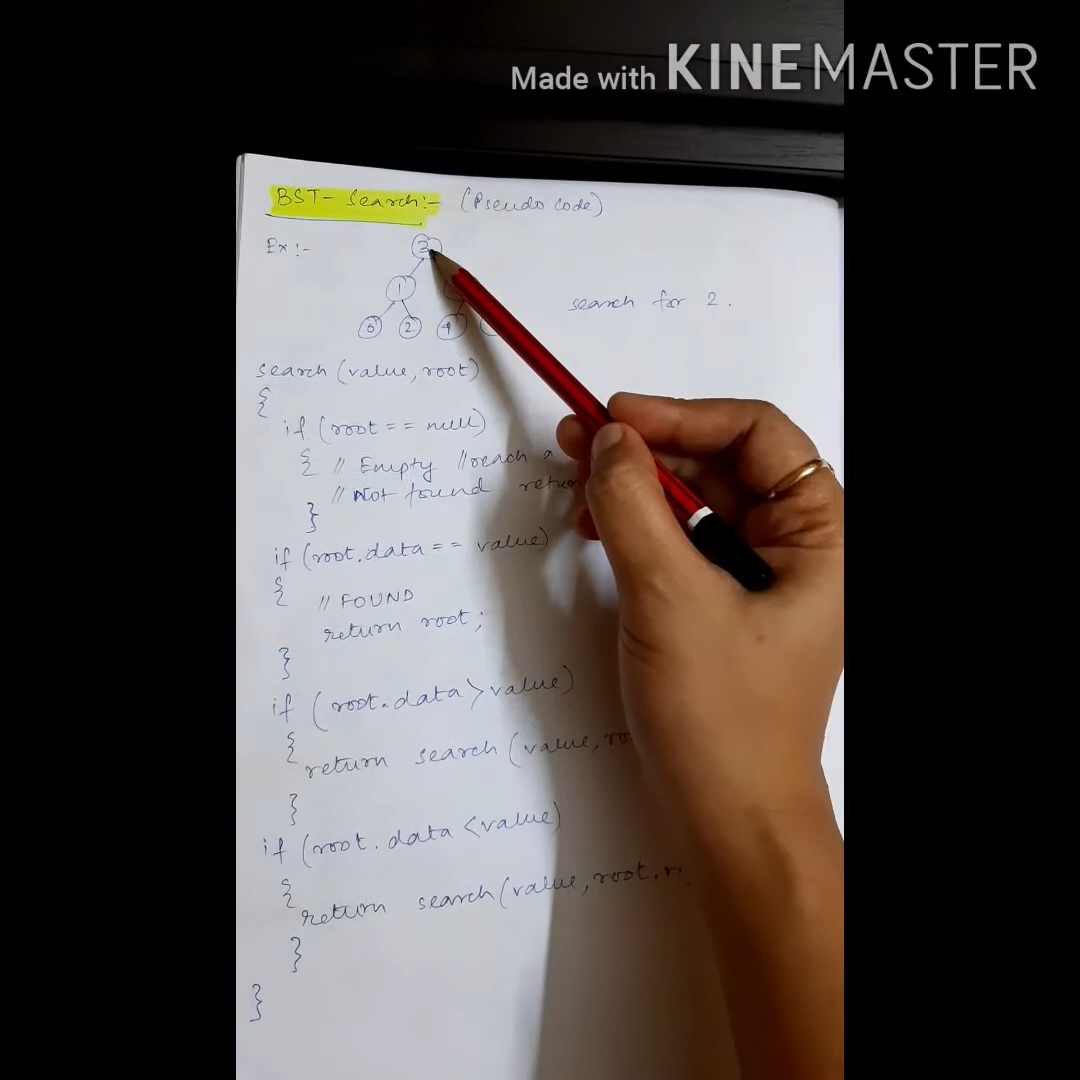 Made with KINEMASTER
BST- Search:- (Pseudo Code)
Ex:-
3
1
0 2 4
search for 2.
search (value, root)
{
if (root == null)
{ // Empty // reach a
// Not found
}
if (root.data == value)
{ // FOUND
return root;
}
if (root.data > value)
{
return search (value,
}
if (root.data < value)
{
return search (value, root.
}
}